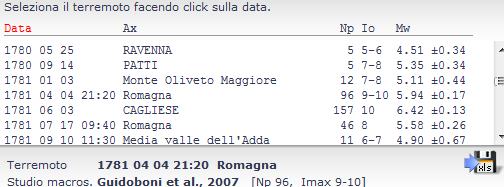 Seleziona il terremoto facendo click sulla data.
Data Ax Np Io Mw
1780 05 25 RAVENNA 5 5-6 4.51 ±0.34
1780 09 14 PATTI 5 7-8 5.35 ±0.34
1781 01 03 Monte Oliveto Maggiore 12 7-8 5.11 ±0.44
1781 04 04 21:20 Romagna 96 9-10 5.94 ±0.17
1781 06 03 CAGLIESE 157 10 6.42 ±0.13
1781 07 17 09:40 Romagna 46 8 5.58 ±0.26
1781 09 10 11:30 Media valle dell'Adda 11 6-7 4.90 ±0.67
Terremoto 1781 04 04 21:20 Romagna
Studio macros. Guidoboni et al., 2007 [Np 96, Imax 9-10]
xls